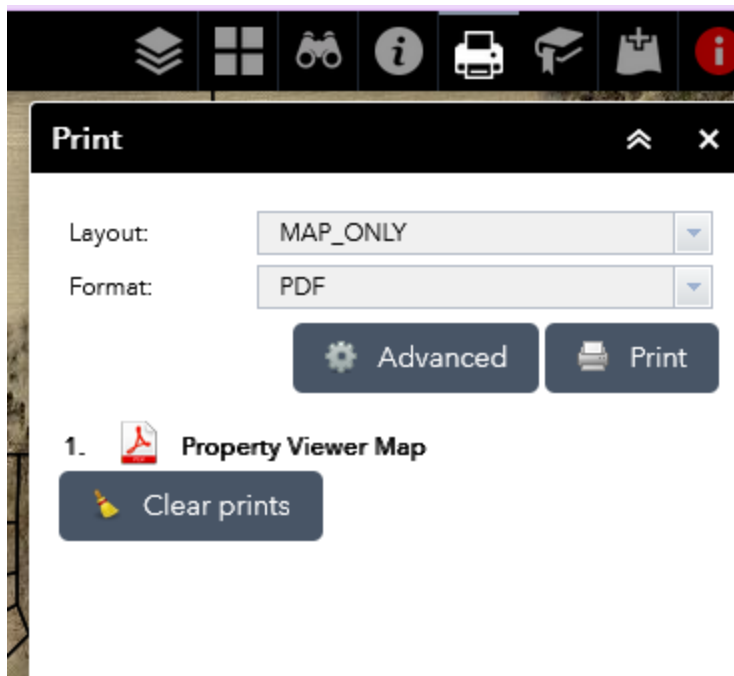 Print
Layout: MAP_ONLY
Format: PDF
Advanced Print
1. Property Viewer Map
Clear prints